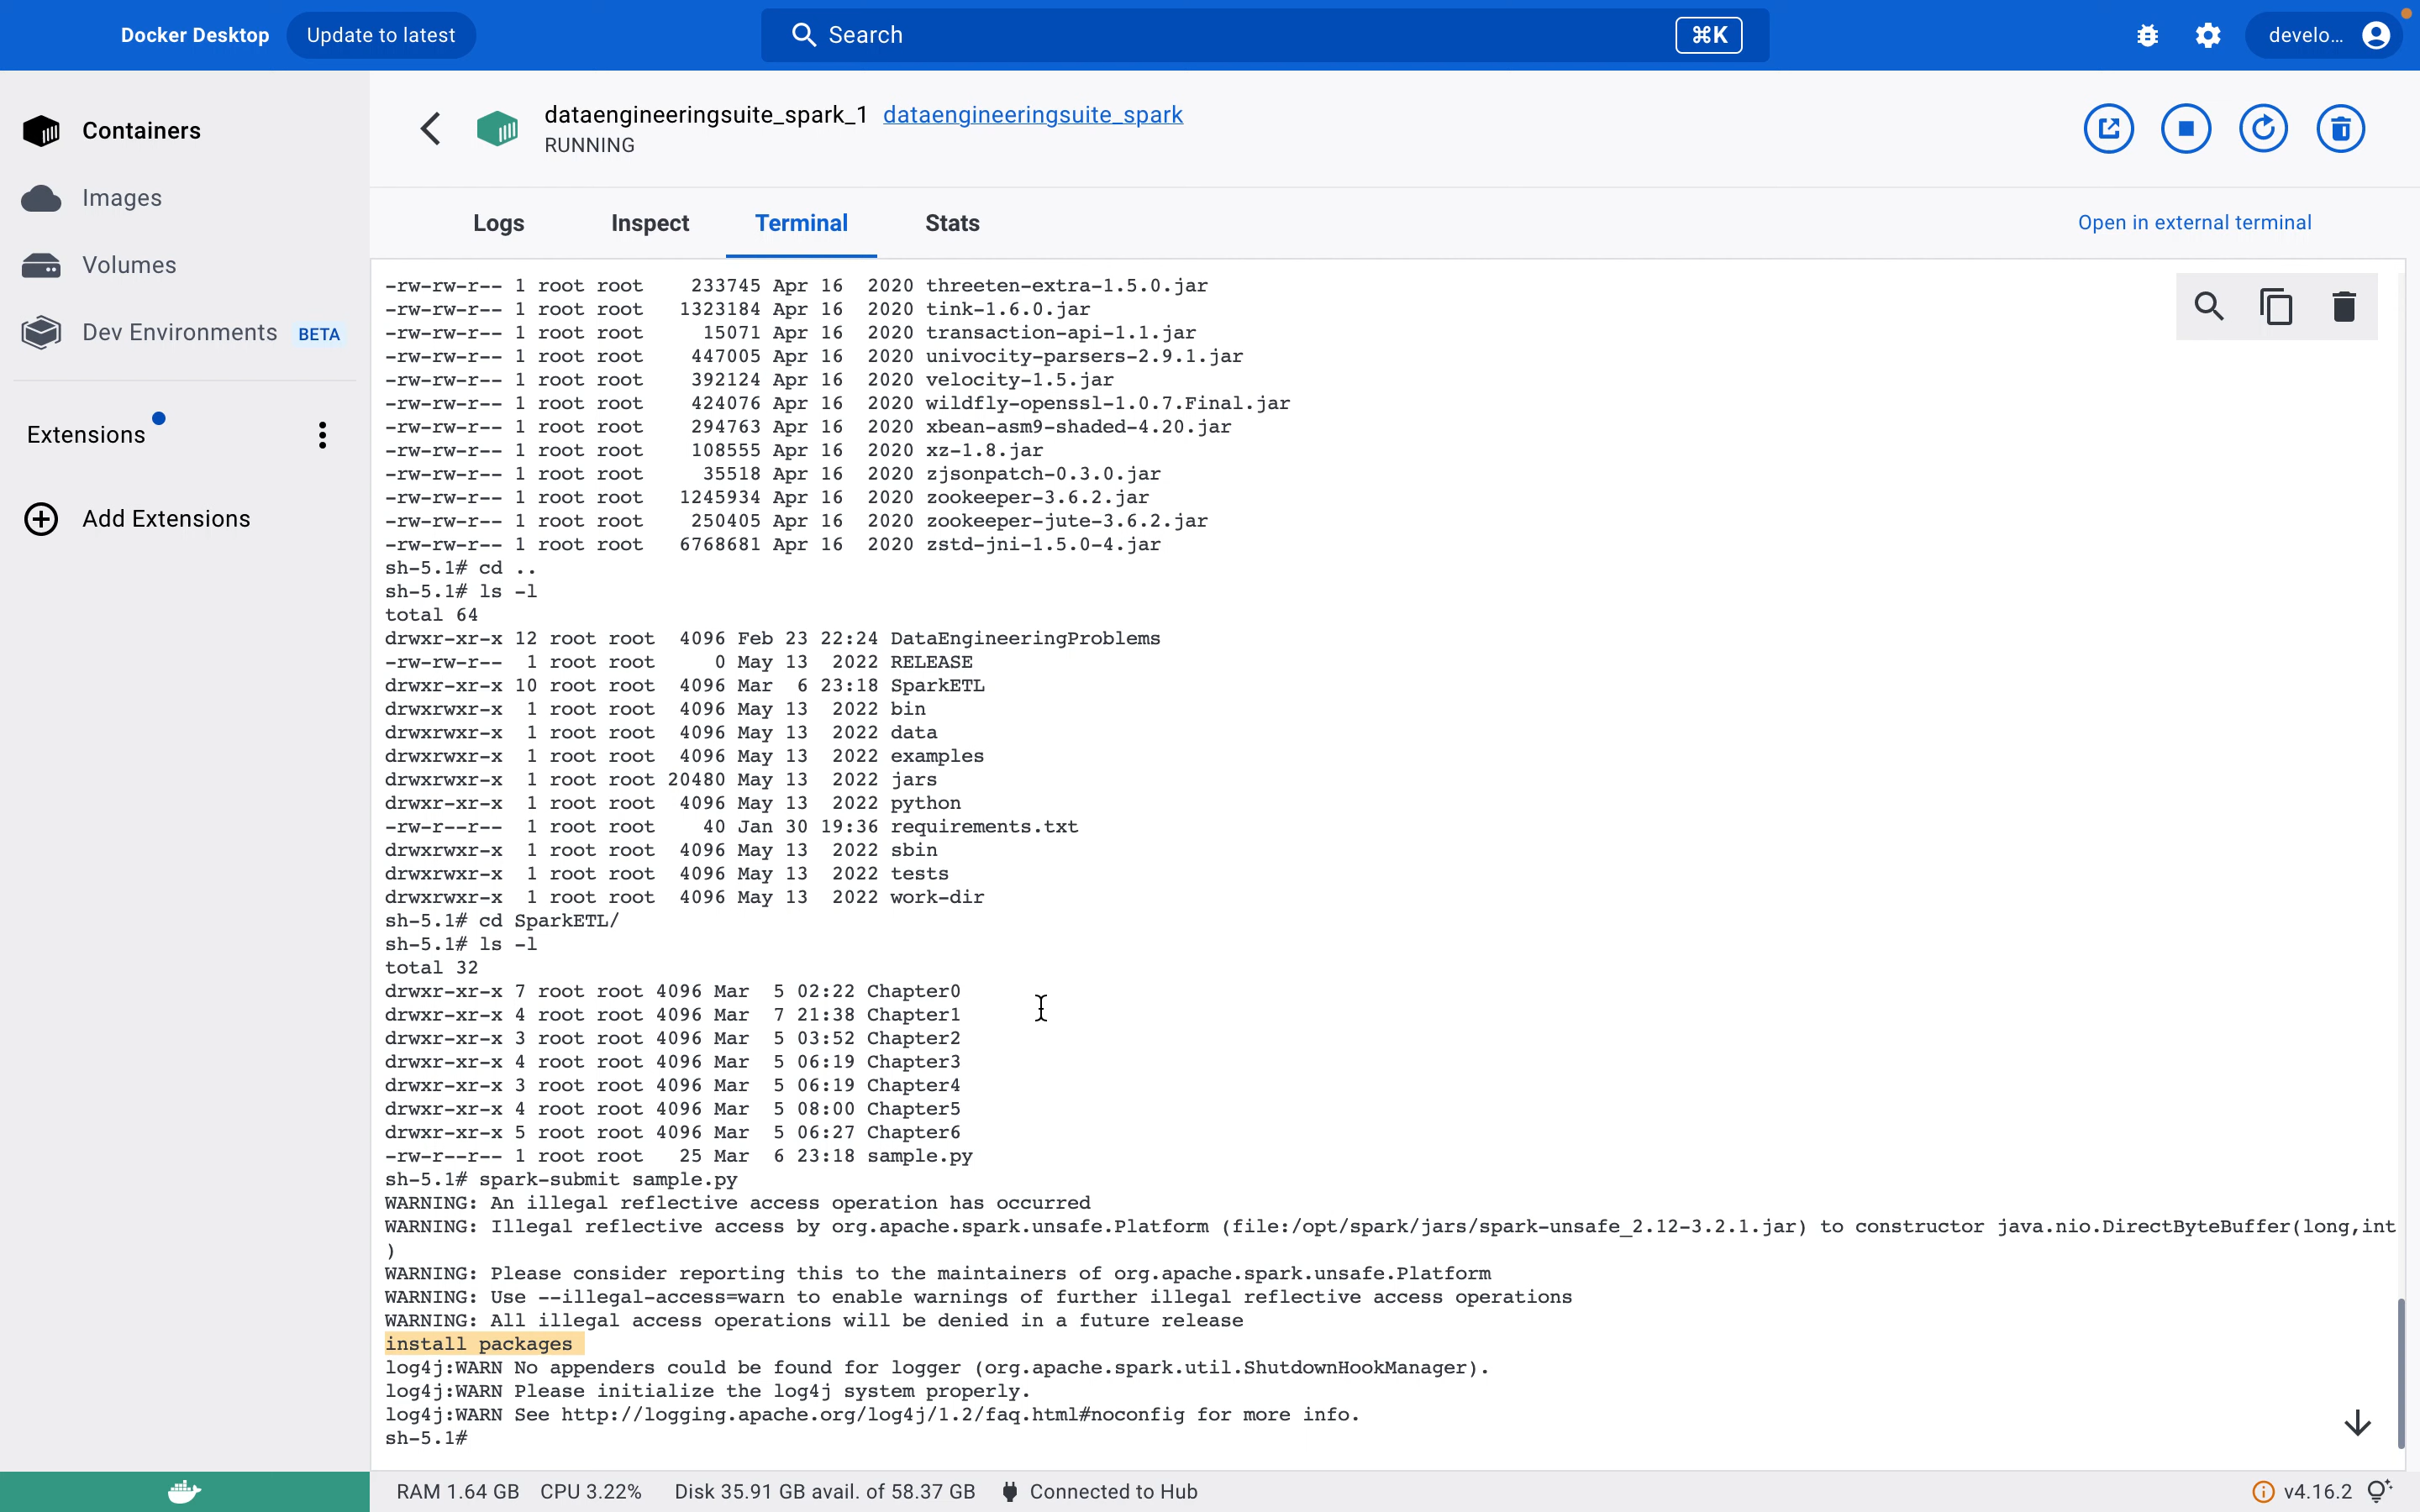 Docker Desktop Update to latest Search ⌘K develo...
Containers
Images
Volumes
Dev Environments BETA
Extensions
Add Extensions
dataengineeringsuite_spark_1 dataengineeringsuite_spark
RUNNING
Logs Inspect Terminal Stats Open in external terminal
-rw-rw-r-- 1 root root 233745 Apr 16 2020 threeten-extra-1.5.0.jar
-rw-rw-r-- 1 root root 1323184 Apr 16 2020 tink-1.6.0.jar
-rw-rw-r-- 1 root root 15071 Apr 16 2020 transaction-api-1.1.jar
-rw-rw-r-- 1 root root 447005 Apr 16 2020 univocity-parsers-2.9.1.jar
-rw-rw-r-- 1 root root 392124 Apr 16 2020 velocity-1.5.jar
-rw-rw-r-- 1 root root 424076 Apr 16 2020 wildfly-openssl-1.0.7.Final.jar
-rw-rw-r-- 1 root root 294763 Apr 16 2020 xbean-asm9-shaded-4.20.jar
-rw-rw-r-- 1 root root 108555 Apr 16 2020 xz-1.8.jar
-rw-rw-r-- 1 root root 35518 Apr 16 2020 zjsonpatch-0.3.0.jar
-rw-rw-r-- 1 root root 1245934 Apr 16 2020 zookeeper-3.6.2.jar
-rw-rw-r-- 1 root root 250405 Apr 16 2020 zookeeper-jute-3.6.2.jar
-rw-rw-r-- 1 root root 6768681 Apr 16 2020 zstd-jni-1.5.0-4.jar
sh-5.1# cd ..
sh-5.1# ls -l
total 64
drwxr-xr-x 12 root root 4096 Feb 23 22:24 DataEngineeringProblems
-rw-rw-r-- 1 root root 0 May 13 2022 RELEASE
drwxr-xr-x 10 root root 4096 Mar 6 23:18 SparkETL
drwxrwxr-x 1 root root 4096 May 13 2022 bin
drwxrwxr-x 1 root root 4096 May 13 2022 data
drwxrwxr-x 1 root root 4096 May 13 2022 examples
drwxrwxr-x 1 root root 20480 May 13 2022 jars
drwxr-xr-x 1 root root 4096 May 13 2022 python
-rw-r--r-- 1 root root 40 Jan 30 19:36 requirements.txt
drwxrwxr-x 1 root root 4096 May 13 2022 sbin
drwxrwxr-x 1 root root 4096 May 13 2022 tests
drwxrwxr-x 1 root root 4096 May 13 2022 work-dir
sh-5.1# cd SparkETL/
sh-5.1# ls -l
total 32
drwxr-xr-x 7 root root 4096 Mar 5 02:22 Chapter0
drwxr-xr-x 4 root root 4096 Mar 7 21:38 Chapter1
drwxr-xr-x 3 root root 4096 Mar 5 03:52 Chapter2
drwxr-xr-x 4 root root 4096 Mar 5 06:19 Chapter3
drwxr-xr-x 3 root root 4096 Mar 5 06:19 Chapter4
drwxr-xr-x 4 root root 4096 Mar 5 08:00 Chapter5
drwxr-xr-x 5 root root 4096 Mar 5 06:27 Chapter6
-rw-r--r-- 1 root root 25 Mar 6 23:18 sample.py
sh-5.1# spark-submit sample.py
WARNING: An illegal reflective access operation has occurred
WARNING: Illegal reflective access by org.apache.spark.unsafe.Platform (file:/opt/spark/jars/spark-unsafe_2.12-3.2.1.jar) to constructor java.nio.DirectByteBuffer(long,int
)
WARNING: Please consider reporting this to the maintainers of org.apache.spark.unsafe.Platform
WARNING: Use --illegal-access=warn to enable warnings of further illegal reflective access operations
WARNING: All illegal access operations will be denied in a future release
install packages
log4j:WARN No appenders could be found for logger (org.apache.spark.util.ShutdownHookManager).
log4j:WARN Please initialize the log4j system properly.
log4j:WARN See http://logging.apache.org/log4j/1.2/faq.html#noconfig for more info.
sh-5.1#
RAM 1.64 GB CPU 3.22% Disk 35.91 GB avail. of 58.37 GB Connected to Hub v4.16.2